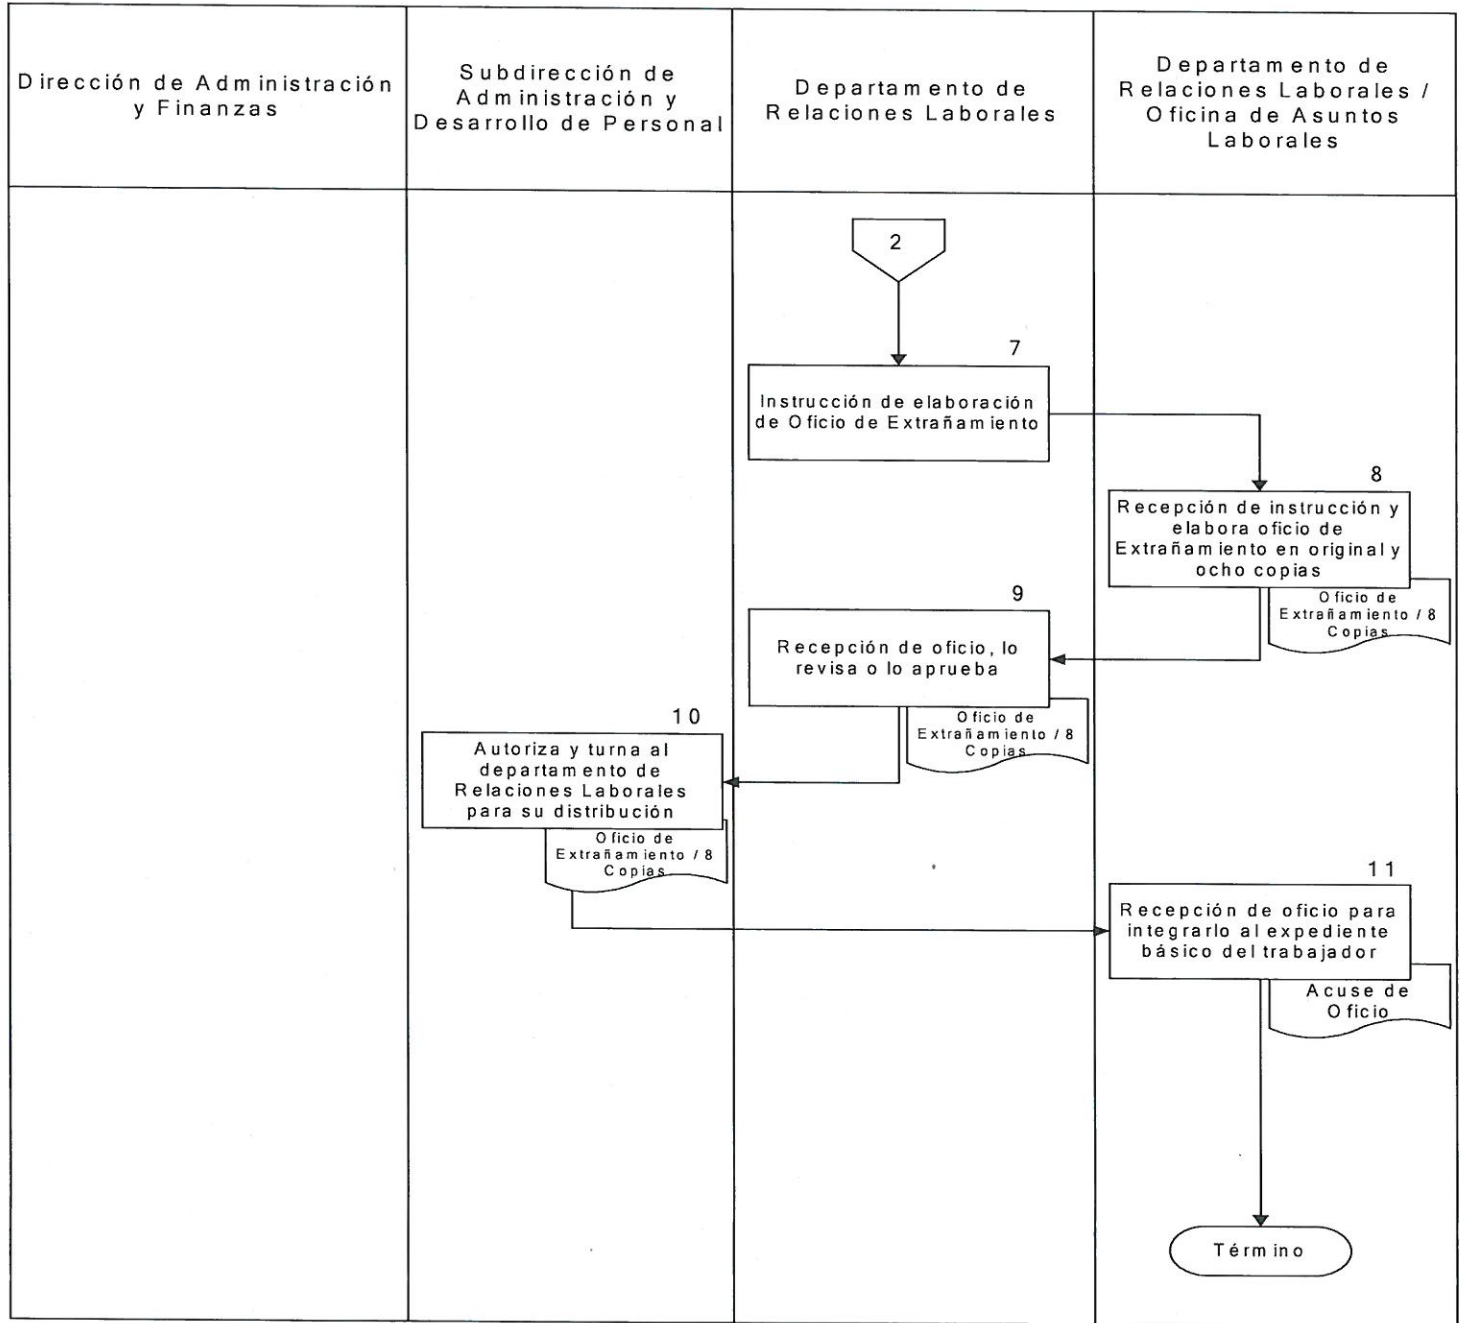 Dirección de Administración
y Finanzas
Subdirección de
Administración y
Desarrollo de Personal
Departamento de
Relaciones Laborales
Departamento de
Relaciones Laborales /
Oficina de Asuntos
Laborales
2
7
Instrucción de elaboración
de Oficio de Extrañamiento
8
Recepción de instrucción y
elabora oficio de
Extrañamiento en original y
ocho copias
Oficio de
Extrañamiento / 8
Copias
9
Recepción de oficio, lo
revisa o lo aprueba
Oficio de
Extrañamiento / 8
Copias
10
Autoriza y turna al
departamento de
Relaciones Laborales
para su distribución
Oficio de
Extrañamiento / 8
Copias
11
Recepción de oficio para
integrarlo al expediente
básico del trabajador
Acuse de
Oficio
Término